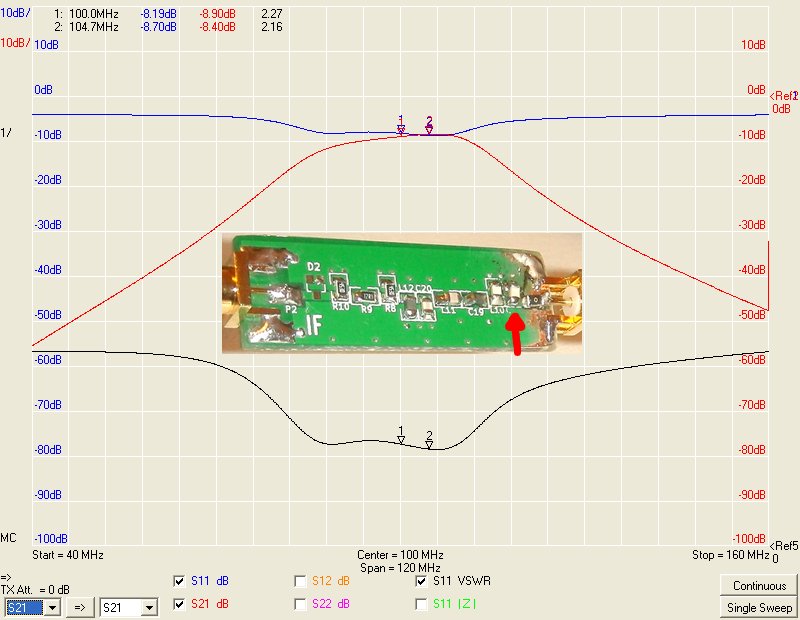 10dB/ 1: 100.0MHz -8.19dB -8.90dB 2.27
2: 104.7MHz -8.70dB -8.40dB 2.16
10dB/ 10dB 10dB
0dB 0dB <Ref1
0dB
1 2
1/ -10dB -10dB
-20dB -20dB
-30dB -30dB
D2
-40dB -40dB
L12 C20
P2 R10 R9 R8 L11 C19
-50dB IF -50dB
-60dB -60dB
-70dB -70dB
1 2
-80dB -80dB
-90dB -90dB
MC -100dB -100dB <Ref5
Start = 40 MHz Center = 100 MHz Stop = 160 MHz 0
Span = 120 MHz
=>
TX Att. = 0 dB S11 dB S12 dB S11 VSWR Continuous
S21 => S21 S21 dB S22 dB S11 |Z| Single Sweep